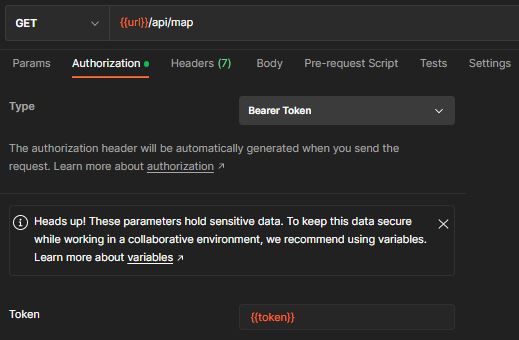 GET {{url}}/api/map
Params Authorization Headers (7) Body Pre-request Script Tests Settings
Type Bearer Token
The authorization header will be automatically generated when you send the
request. Learn more about authorization ↗
Heads up! These parameters hold sensitive data. To keep this data secure
while working in a collaborative environment, we recommend using variables.
Learn more about variables ↗
Token {{token}}